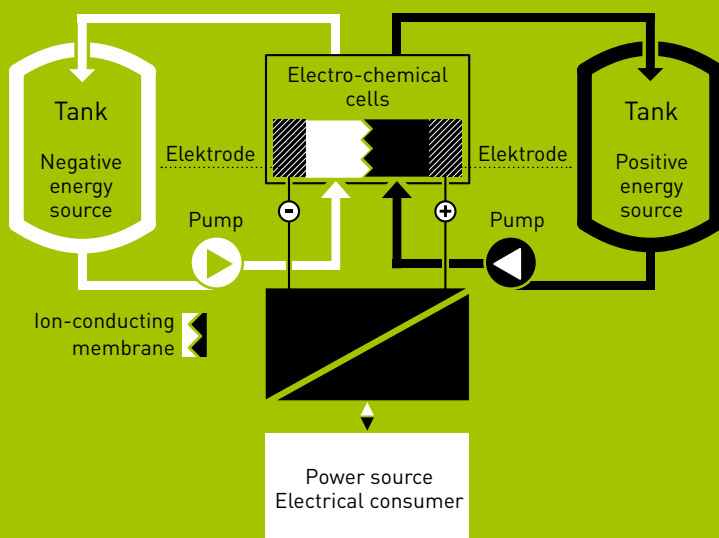 Electro-chemical
cells
Tank
Negative
energy
source
Elektrode
Elektrode
Tank
Positive
energy
source
Pump
Pump
-
+
Ion-conducting
membrane
Power source
Electrical consumer